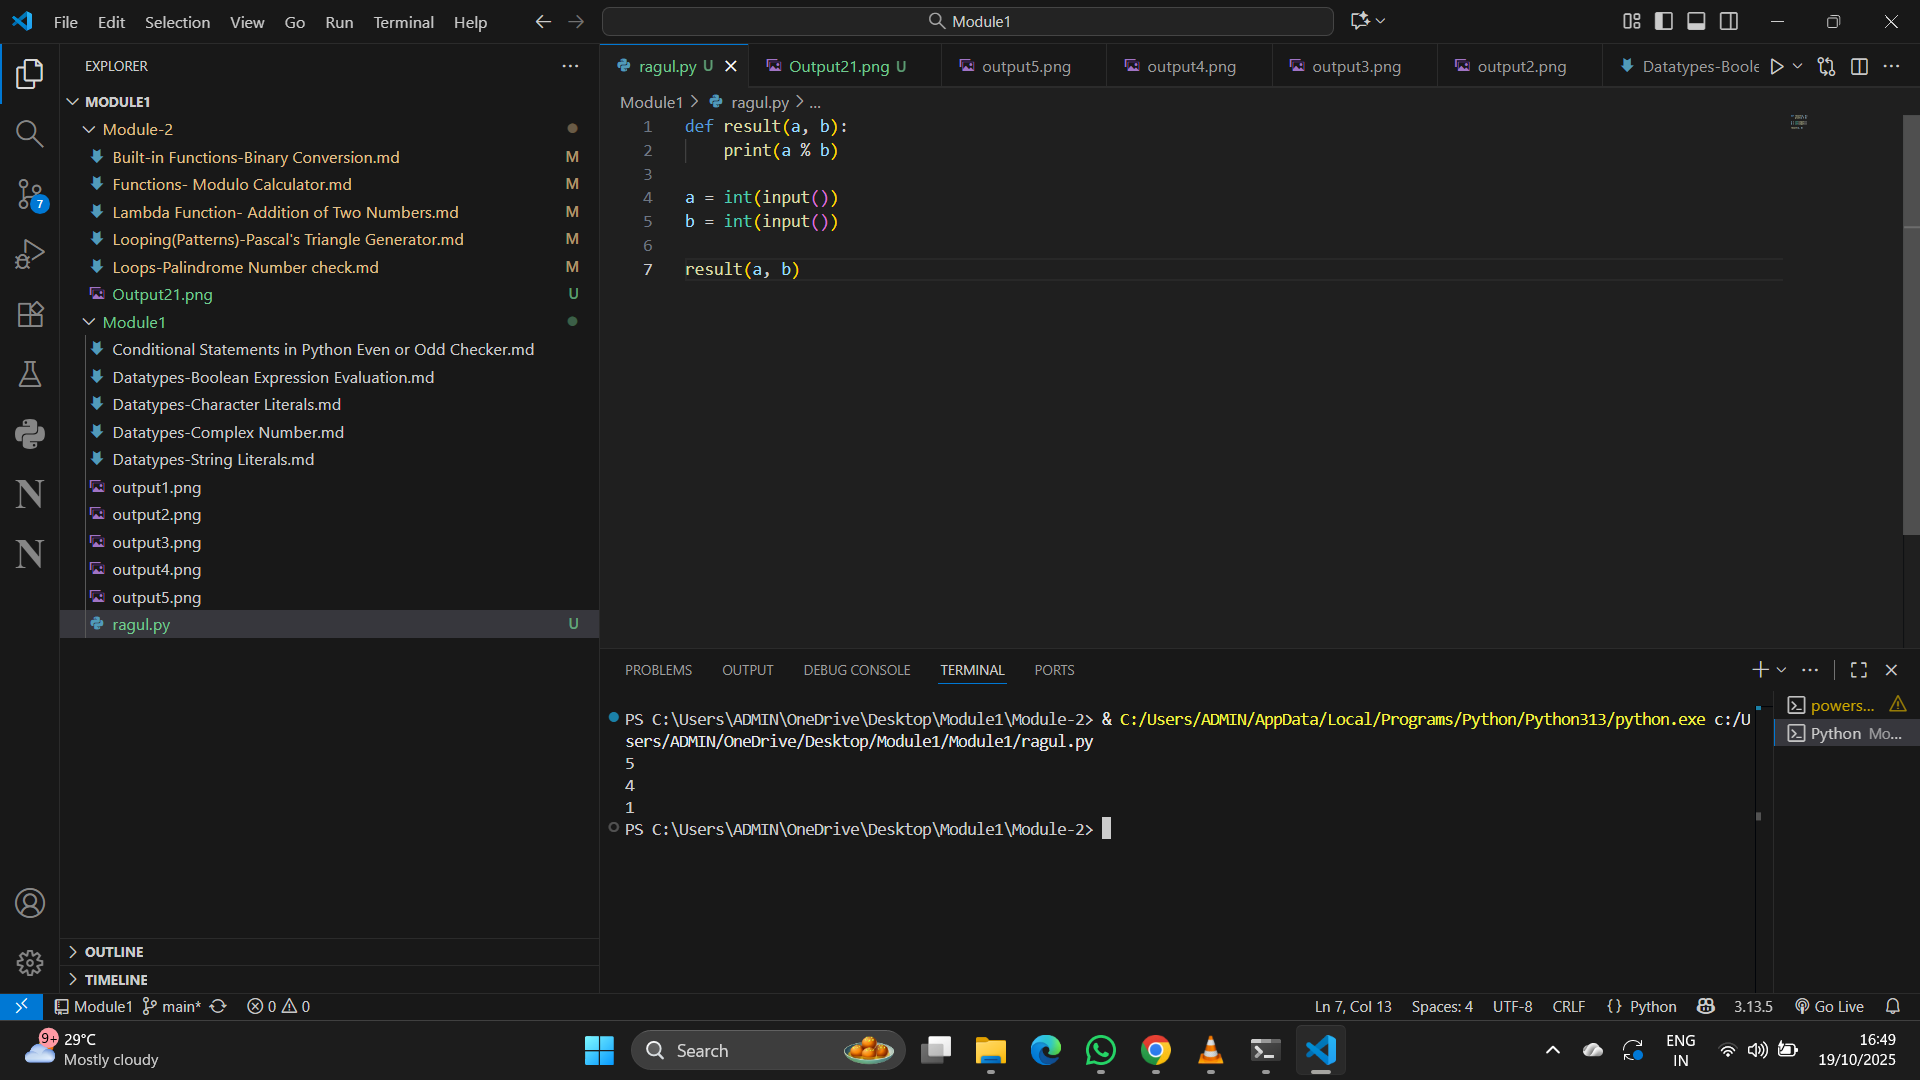 File Edit Selection View Go Run Terminal Help
Module1
EXPLORER
MODULE1
Module-2
Built-in Functions-Binary Conversion.md M
Functions- Modulo Calculator.md M
Lambda Function- Addition of Two Numbers.md M
Looping(Patterns)-Pascal's Triangle Generator.md M
Loops-Palindrome Number check.md M
Output21.png U
Module1
Conditional Statements in Python Even or Odd Checker.md
Datatypes-Boolean Expression Evaluation.md
Datatypes-Character Literals.md
Datatypes-Complex Number.md
Datatypes-String Literals.md
output1.png
output2.png
output3.png
output4.png
output5.png
ragul.py U
OUTLINE
TIMELINE
7
N
N
ragul.py U Output21.png U output5.png output4.png output3.png output2.png Datatypes-Boole
Module1 > ragul.py > ...
1 def result(a, b):
2 print(a % b)
3
4 a = int(input())
5 b = int(input())
6
7 result(a, b)
PROBLEMS OUTPUT DEBUG CONSOLE TERMINAL PORTS
PS C:\Users\ADMIN\OneDrive\Desktop\Module1\Module-2> & C:/Users/ADMIN/AppData/Local/Programs/Python/Python313/python.exe c:/U
sers/ADMIN/OneDrive/Desktop/Module1/Module1/ragul.py
5
4
1
PS C:\Users\ADMIN\OneDrive\Desktop\Module1\Module-2>
powers...
Python Mo...
Module1 main* 0 0 Ln 7, Col 13 Spaces: 4 UTF-8 CRLF {} Python 3.13.5 Go Live
9+ 29°C
Mostly cloudy
Search
ENG
IN
16:49
19/10/2025